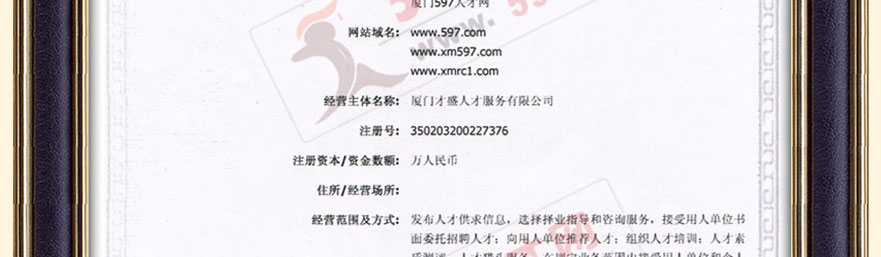 厦门597人才网
网站域名: www.597.com
www.xm597.com
www.xmrc1.com
经营主体名称: 厦门才盛人才服务有限公司
注册号: 350203200227376
注册资本/资金数额: 万人民币
住所/经营场所:
经营范围及方式: 发布人才供求信息，选择择业指导和咨询服务，接受用人单位书
面委托招聘人才；向用人单位推荐人才；组织人才培训；人才素